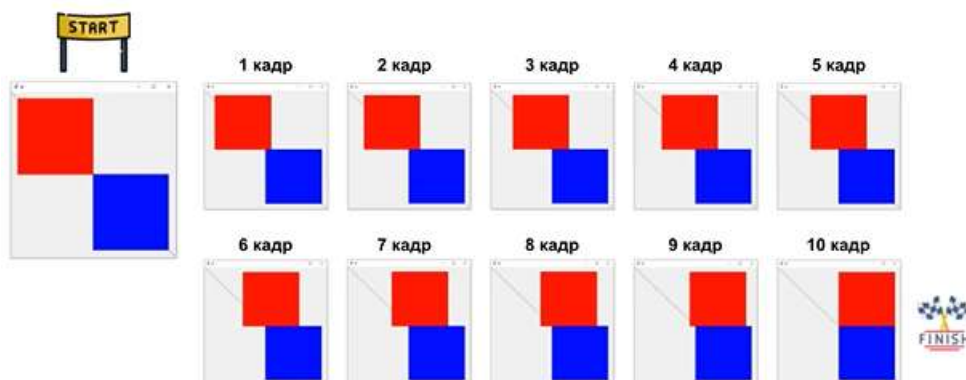 START
1 кадр
2 кадр
3 кадр
4 кадр
5 кадр
6 кадр
7 кадр
8 кадр
9 кадр
10 кадр
FINISH